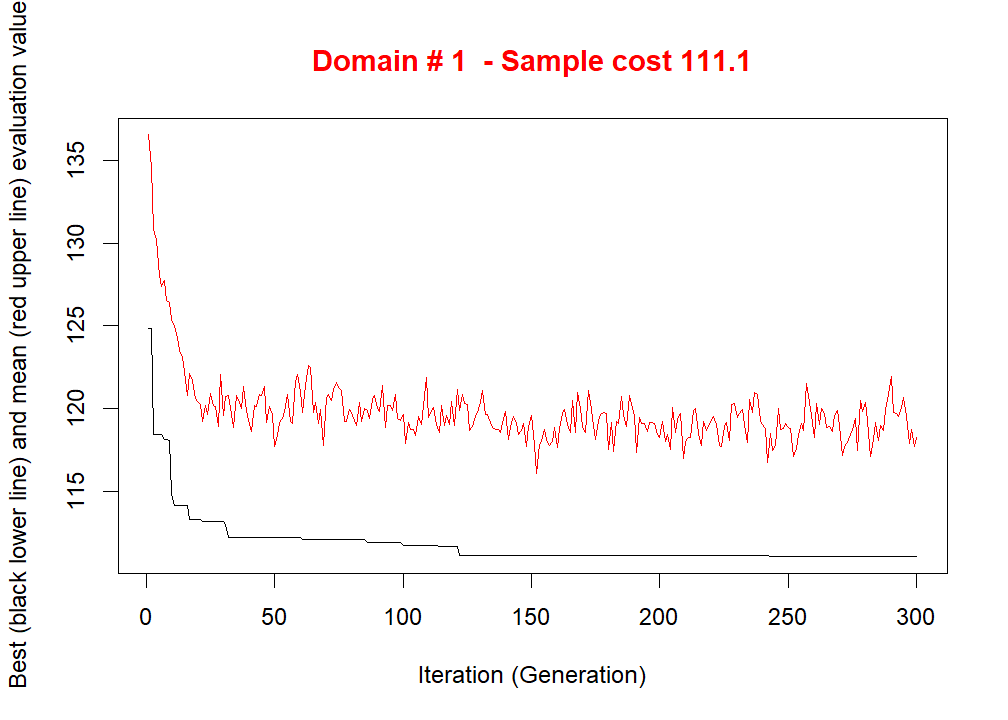 Domain # 1  - Sample cost 111.1
Best (black lower line) and mean (red upper line) evaluation value
135
130
125
120
115
0 50 100 150 200 250 300
Iteration (Generation)